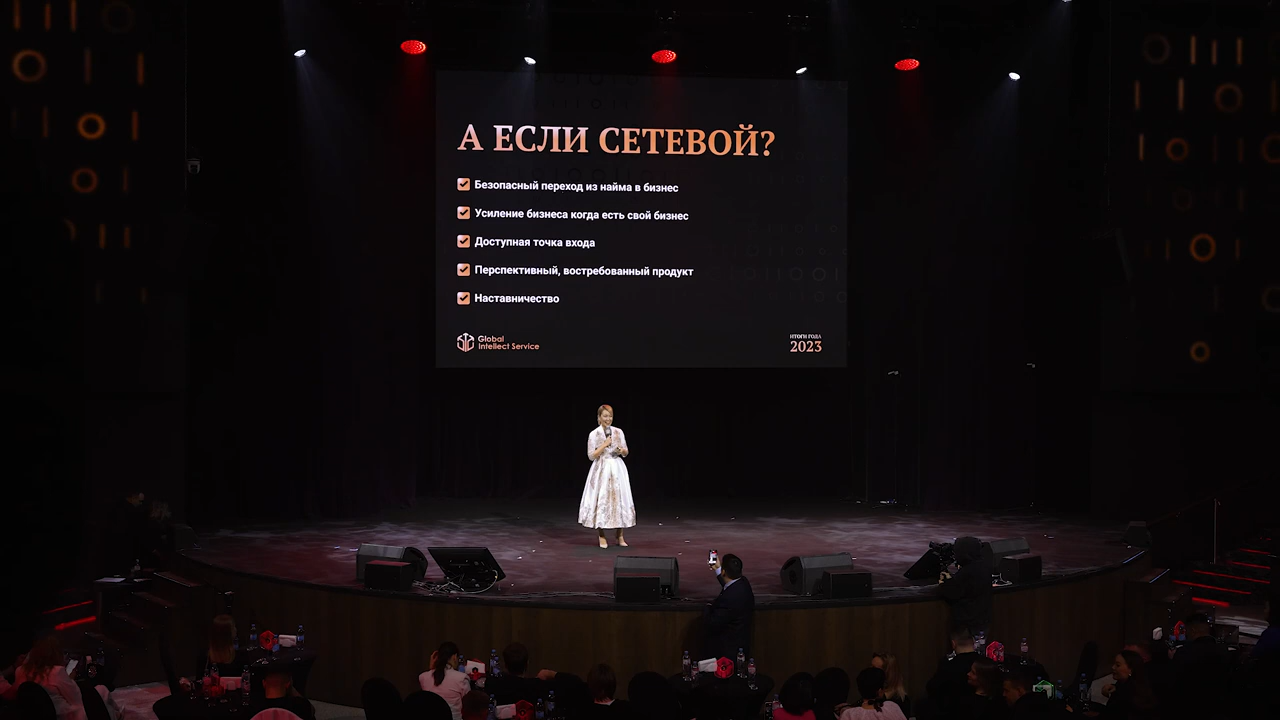 А ЕСЛИ СЕТЕВОЙ?
Безопасный переход из найма в бизнес
Усиление бизнеса когда есть свой бизнес
Доступная точка входа
Перспективный, востребованный продукт
Наставничество
Global
Intellect Service
ИТОГИ ГОДА
2023